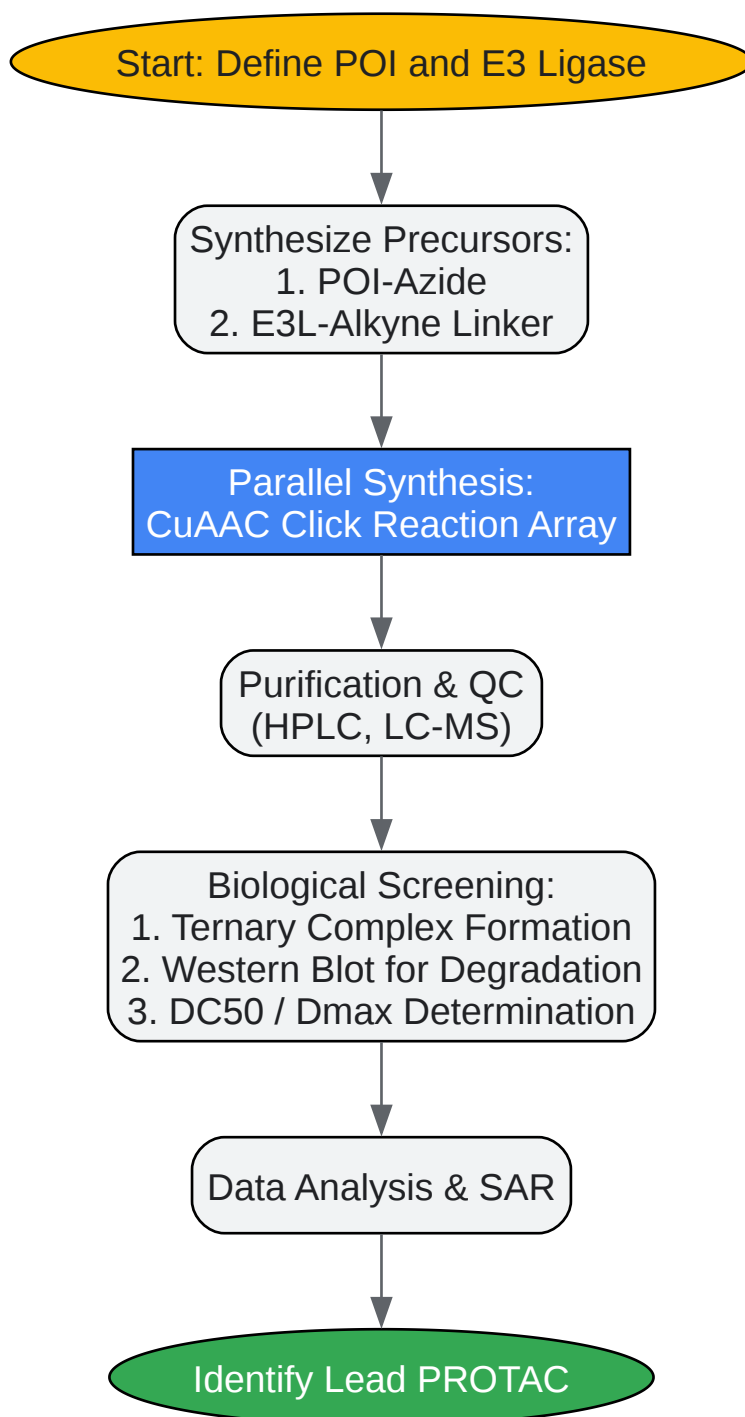 Start: Define POI and E3 Ligase
Synthesize Precursors:
1. POI-Azide
2. E3L-Alkyne Linker
Parallel Synthesis:
CuAAC Click Reaction Array
Purification & QC
(HPLC, LC-MS)
Biological Screening:
1. Ternary Complex Formation
2. Western Blot for Degradation
3. DC50 / Dmax Determination
Data Analysis & SAR
Identify Lead PROTAC